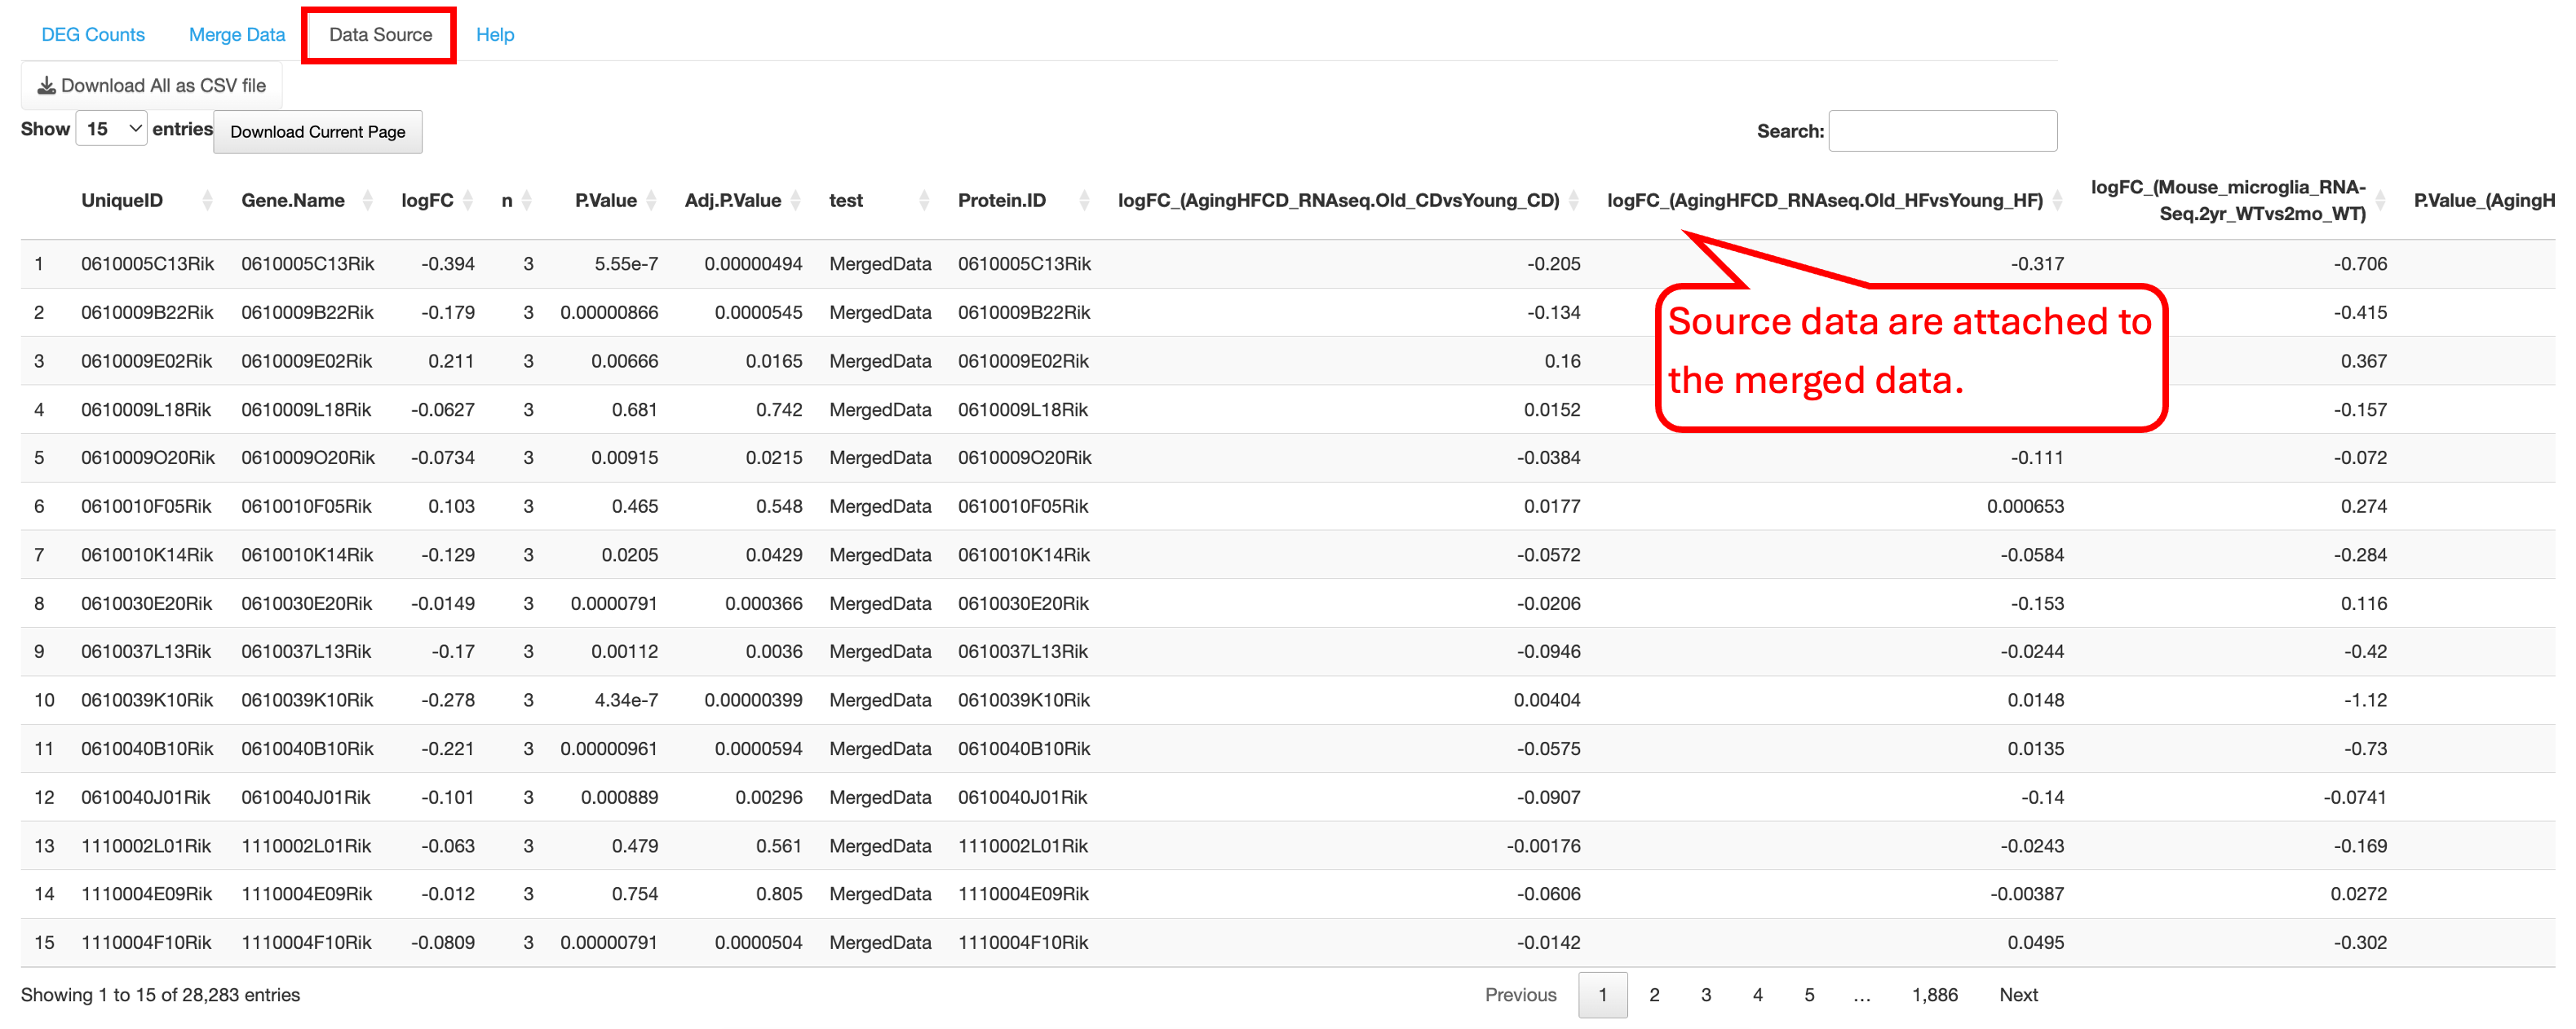 DEG Counts Merge Data Data Source Help
Download All as CSV file
Show 15 entries Download Current Page Search:
UniqueID Gene.Name logFC n P.Value Adj.P.Value test Protein.ID logFC_(AgingHFCD_RNAseq.Old_CDvsYoung_CD) logFC_(AgingHFCD_RNAseq.Old_HFvsYoung_HF) logFC_(Mouse_microglia_RNA-Seq.2yr_WTvs2mo_WT) P.Value_(AgingH
1 0610005C13Rik 0610005C13Rik -0.394 3 5.55e-7 0.00000494 MergedData 0610005C13Rik -0.205 -0.317 -0.706
2 0610009B22Rik 0610009B22Rik -0.179 3 0.00000866 0.0000545 MergedData 0610009B22Rik -0.134 -0.415
3 0610009E02Rik 0610009E02Rik 0.211 3 0.00666 0.0165 MergedData 0610009E02Rik 0.16 0.367
4 0610009L18Rik 0610009L18Rik -0.0627 3 0.681 0.742 MergedData 0610009L18Rik 0.0152 -0.157
Source data are attached to
the merged data.
5 0610009O20Rik 0610009O20Rik -0.0734 3 0.00915 0.0215 MergedData 0610009O20Rik -0.0384 -0.111 -0.072
6 0610010F05Rik 0610010F05Rik 0.103 3 0.465 0.548 MergedData 0610010F05Rik 0.0177 0.000653 0.274
7 0610010K14Rik 0610010K14Rik -0.129 3 0.0205 0.0429 MergedData 0610010K14Rik -0.0572 -0.0584 -0.284
8 0610030E20Rik 0610030E20Rik -0.0149 3 0.0000791 0.000366 MergedData 0610030E20Rik -0.0206 -0.153 0.116
9 0610037L13Rik 0610037L13Rik -0.17 3 0.00112 0.0036 MergedData 0610037L13Rik -0.0946 -0.0244 -0.42
10 0610039K10Rik 0610039K10Rik -0.278 3 4.34e-7 0.00000399 MergedData 0610039K10Rik 0.00404 0.0148 -1.12
11 0610040B10Rik 0610040B10Rik -0.221 3 0.00000961 0.0000594 MergedData 0610040B10Rik -0.0575 0.0135 -0.73
12 0610040J01Rik 0610040J01Rik -0.101 3 0.000889 0.00296 MergedData 0610040J01Rik -0.0907 -0.14 -0.0741
13 1110002L01Rik 1110002L01Rik -0.063 3 0.479 0.561 MergedData 1110002L01Rik -0.00176 -0.0243 -0.169
14 1110004E09Rik 1110004E09Rik -0.012 3 0.754 0.805 MergedData 1110004E09Rik -0.0606 -0.00387 0.0272
15 1110004F10Rik 1110004F10Rik -0.0809 3 0.00000791 0.0000504 MergedData 1110004F10Rik -0.0142 0.0495 -0.302
Showing 1 to 15 of 28,283 entries Previous 1 2 3 4 5 … 1,886 Next